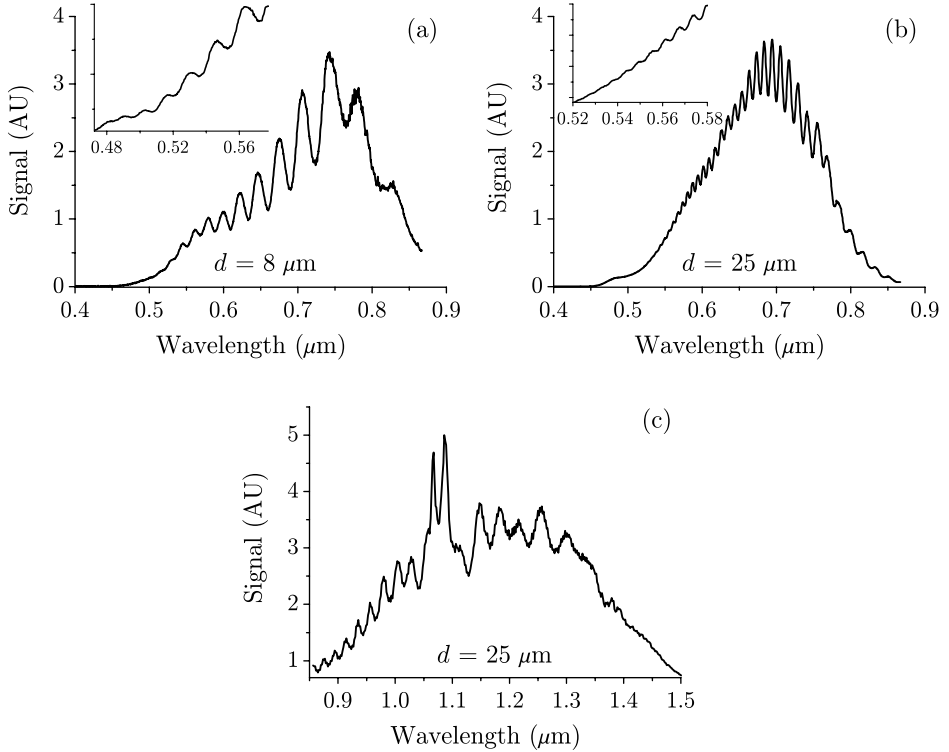 (a)
4
3
2
1
0
Signal (AU)
0.48 0.52 0.56
d = 8 μm
0.4 0.5 0.6 0.7 0.8 0.9
Wavelength (μm)
(b)
4
3
2
1
0
Signal (AU)
0.52 0.54 0.56 0.58
d = 25 μm
0.4 0.5 0.6 0.7 0.8 0.9
Wavelength (μm)
(c)
5
4
3
2
1
Signal (AU)
d = 25 μm
0.9 1.0 1.1 1.2 1.3 1.4 1.5
Wavelength (μm)